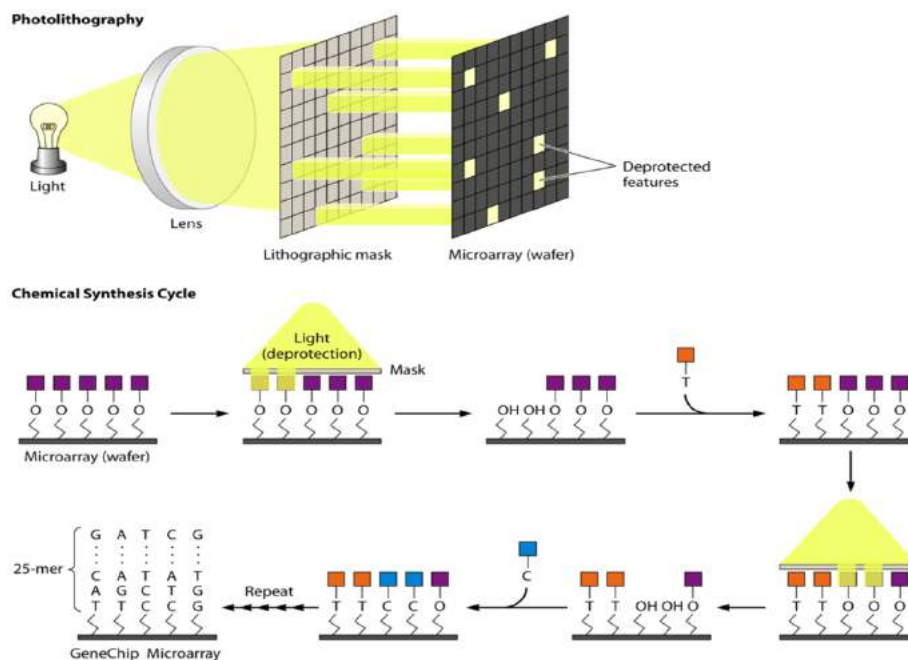 Photolithography
Light
Lens
Lithographic mask
Microarray (wafer)
Deprotected
features
Chemical Synthesis Cycle
O O O O O
Microarray (wafer)
Light
(deprotection)
Mask
O O O O O
OH OH O O O
T
T T O O O
T T O O O
T T OH OH O
C
T T C C O
Repeat
25-mer
G A T C G
C A T A T
GeneChip Microarray